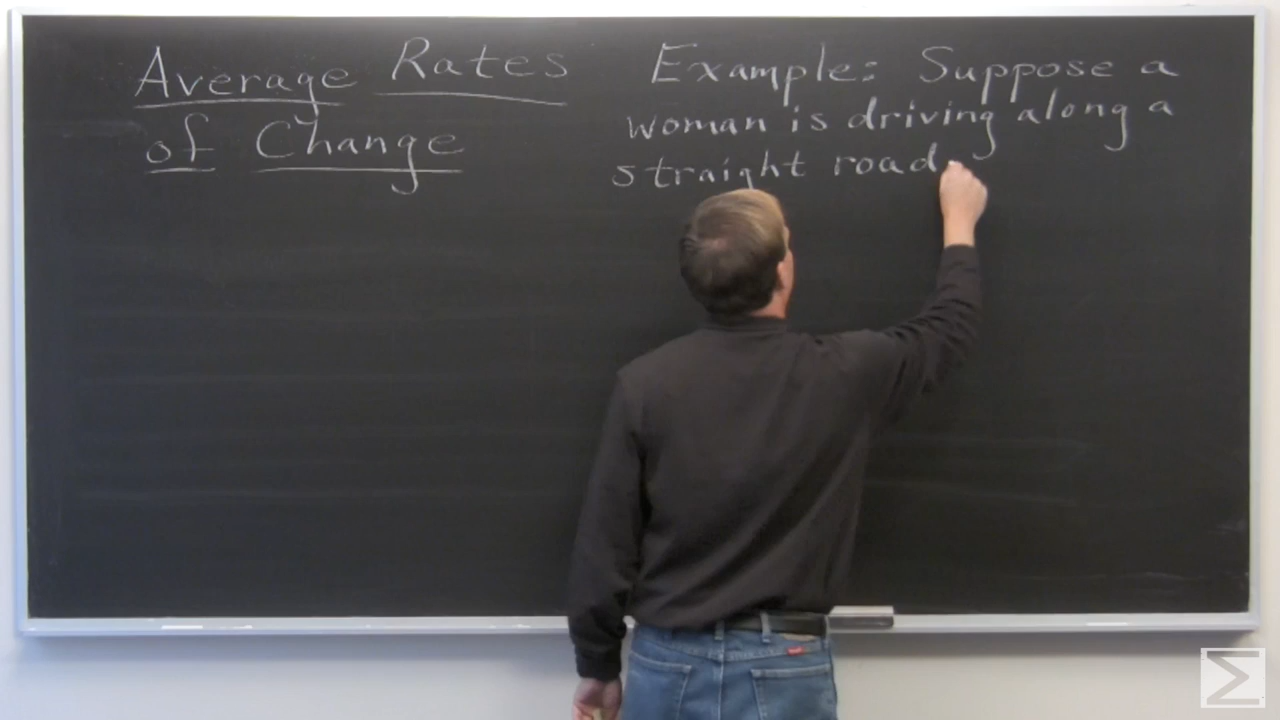 Average Rates
of Change
Example: Suppose a
woman is driving along a
straight road
Σ